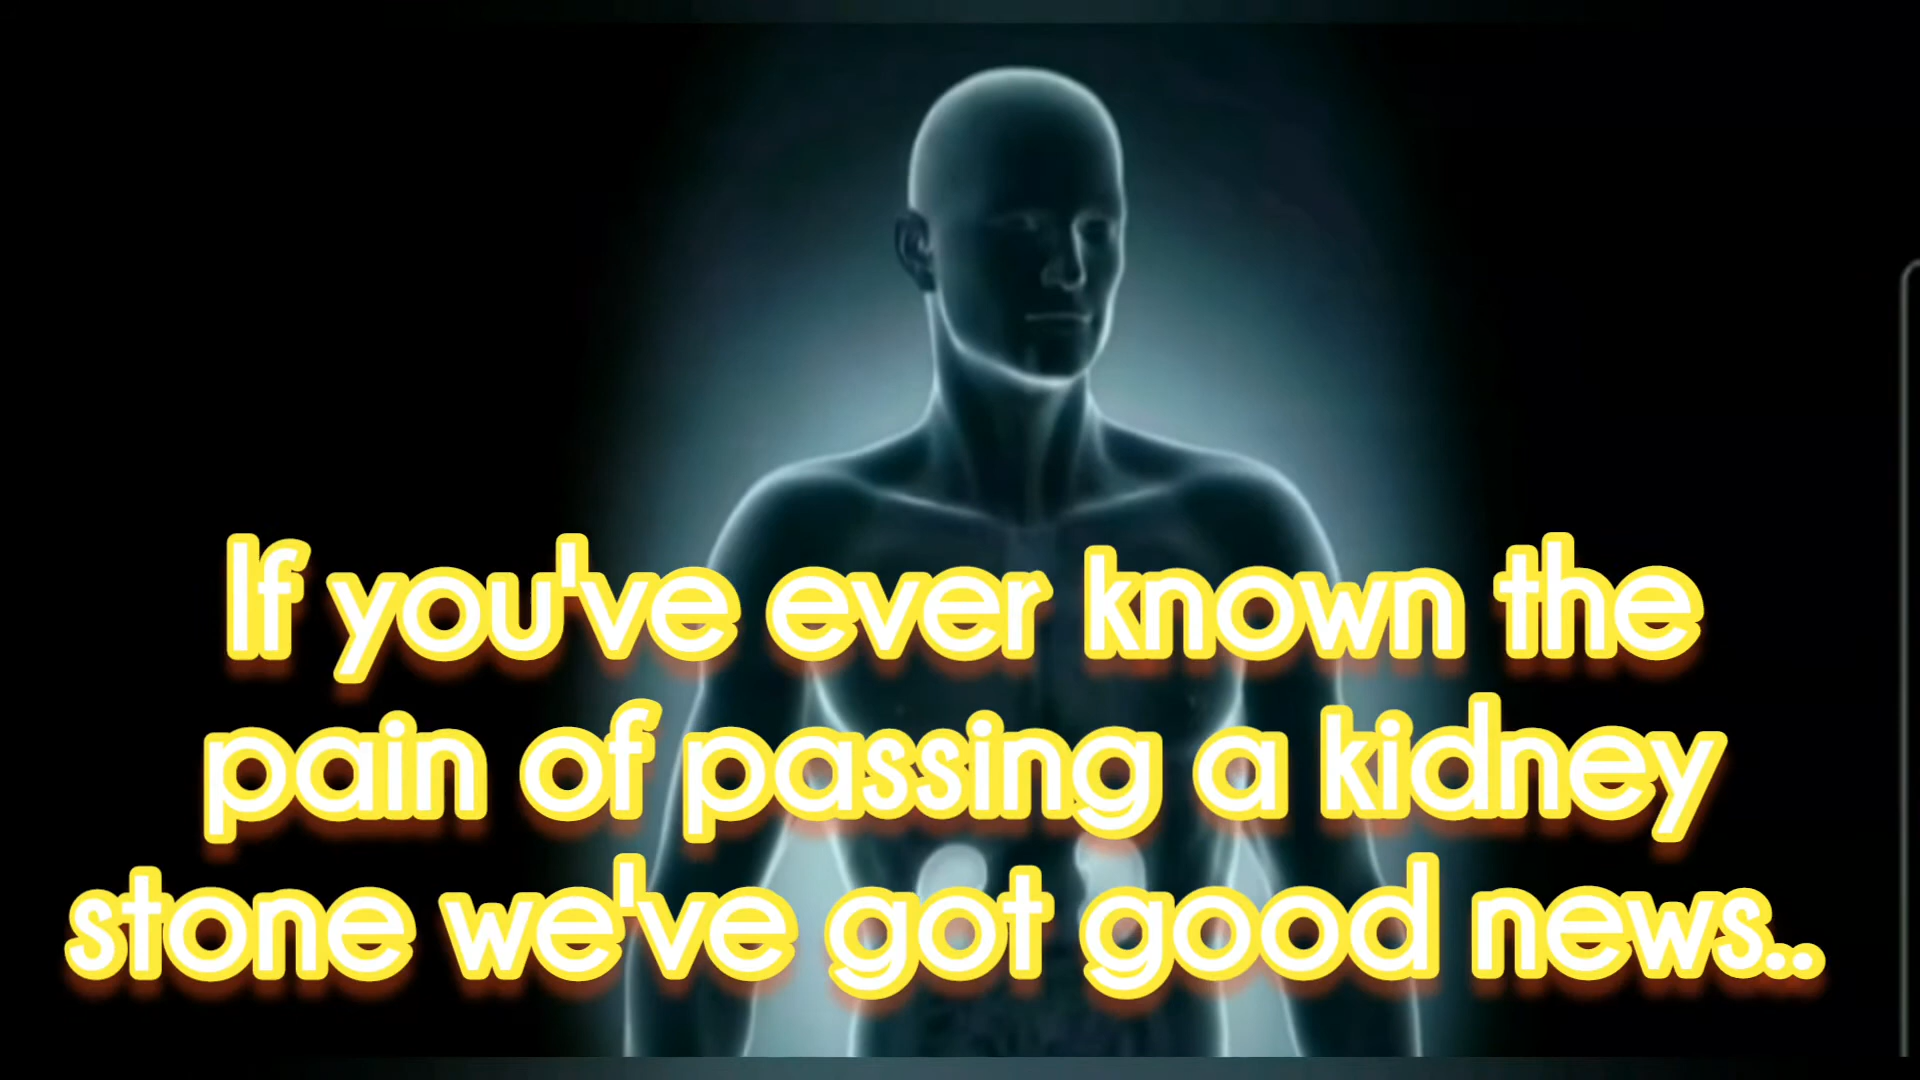 If you've ever known the
pain of passing a kidney
stone we've got good news..